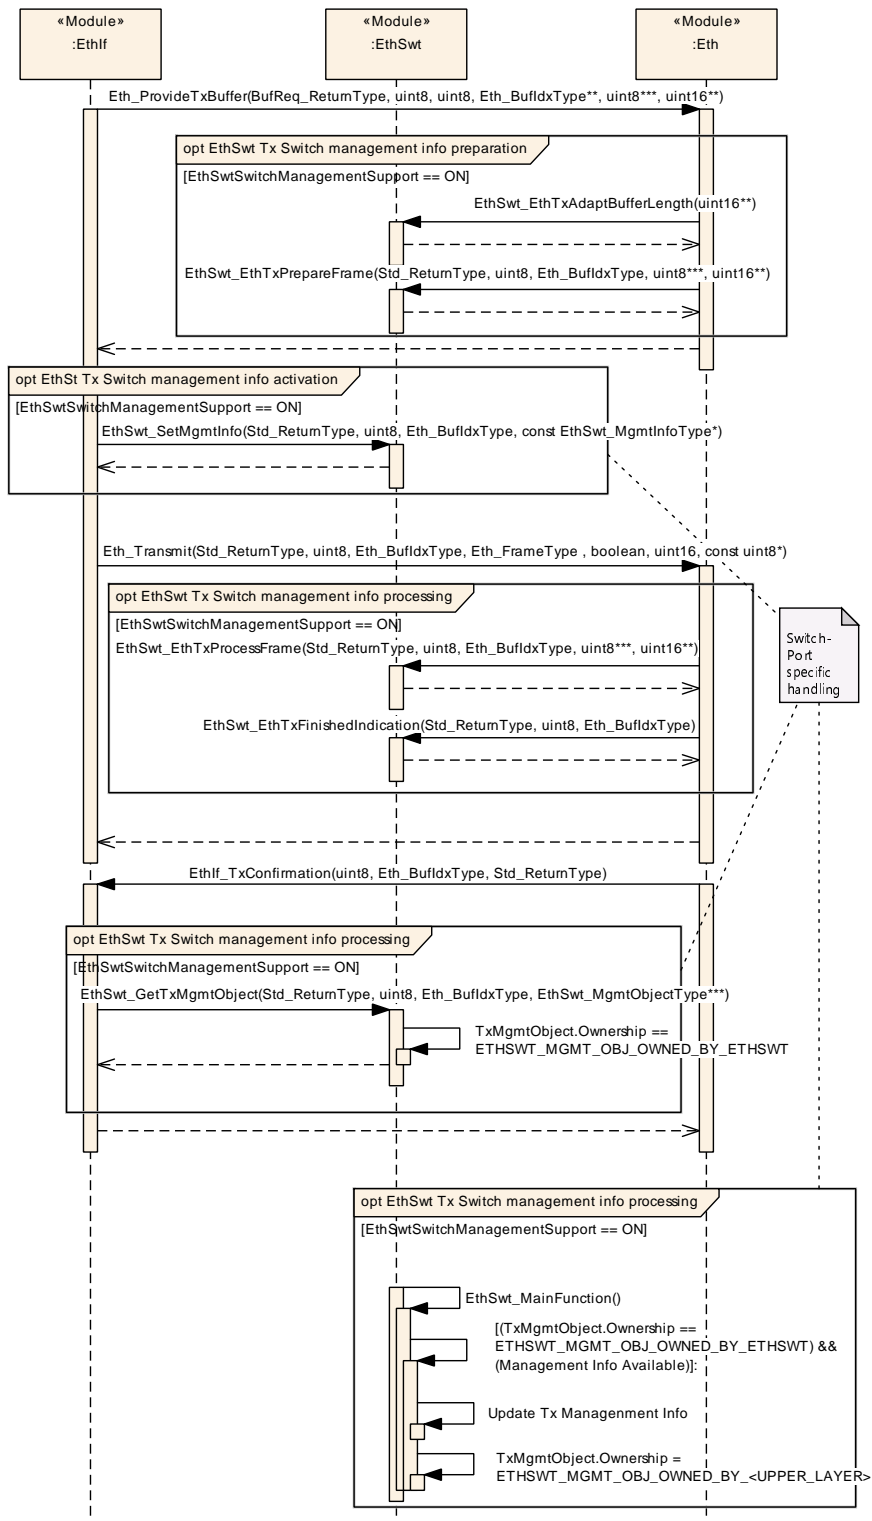 «Module»
:EthIf
«Module»
:EthSwt
«Module»
:Eth
Eth_ProvideTxBuffer(BufReq_ReturnType, uint8, uint8, Eth_BufIdxType**, uint8***, uint16**)
opt EthSwt Tx Switch management info preparation
[EthSwtSwitchManagementSupport == ON]
EthSwt_EthTxAdaptBufferLength(uint16**)
EthSwt_EthTxPrepareFrame(Std_ReturnType, uint8, Eth_BufIdxType, uint8***, uint16**)
opt EthSt Tx Switch management info activation
[EthSwtSwitchManagementSupport == ON]
EthSwt_SetMgmtInfo(Std_ReturnType, uint8, Eth_BufIdxType, const EthSwt_MgmtInfoType*)
Eth_Transmit(Std_ReturnType, uint8, Eth_BufIdxType, Eth_FrameType , boolean, uint16, const uint8*)
opt EthSwt Tx Switch management info processing
[EthSwtSwitchManagementSupport == ON]
EthSwt_EthTxProcessFrame(Std_ReturnType, uint8, Eth_BufIdxType, uint8***, uint16**)
Switch-
Port
specific
handling
EthSwt_EthTxFinishedIndication(Std_ReturnType, uint8, Eth_BufIdxType)
EthIf_TxConfirmation(uint8, Eth_BufIdxType, Std_ReturnType)
opt EthSwt Tx Switch management info processing
[EthSwtSwitchManagementSupport == ON]
EthSwt_GetTxMgmtObject(Std_ReturnType, uint8, Eth_BufIdxType, EthSwt_MgmtObjectType***)
TxMgmtObject.Ownership ==
ETHSWT_MGMT_OBJ_OWNED_BY_ETHSWT
opt EthSwt Tx Switch management info processing
[EthSwtSwitchManagementSupport == ON]
EthSwt_MainFunction()
[(TxMgmtObject.Ownership ==
ETHSWT_MGMT_OBJ_OWNED_BY_ETHSWT) &&
(Management Info Available)]:
Update Tx Managenment Info
TxMgmtObject.Ownership =
ETHSWT_MGMT_OBJ_OWNED_BY_<UPPER_LAYER>